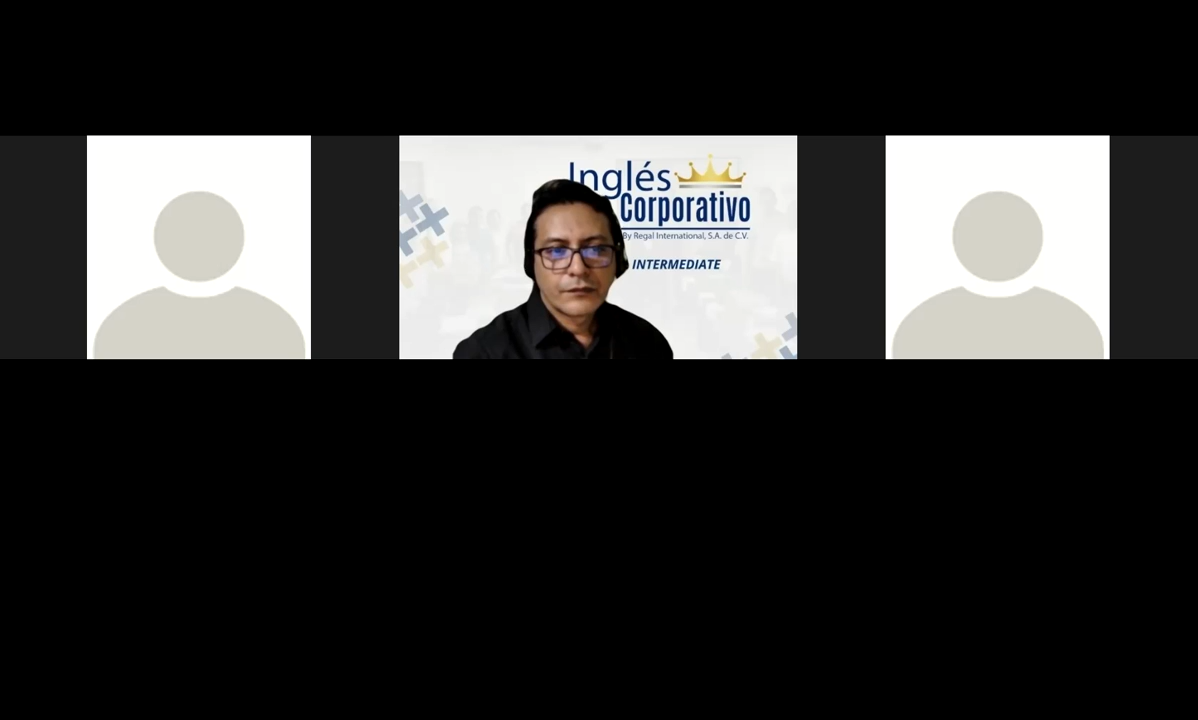 Inglés
Corporativo
By Regal International, S.A. de C.V.
INTERMEDIATE